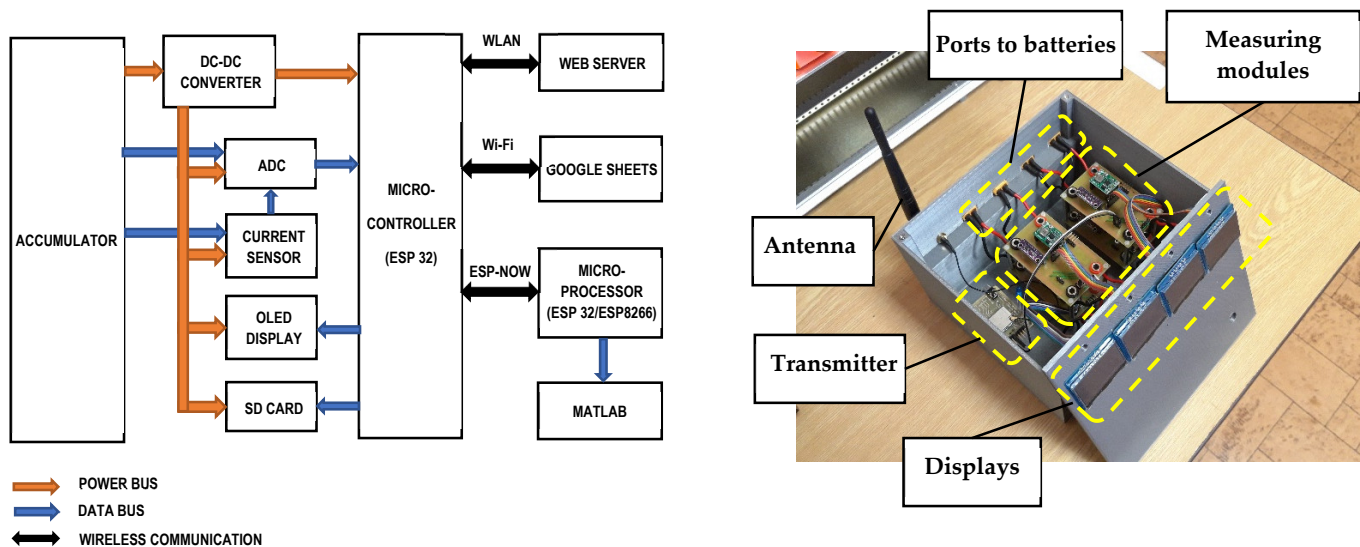 ACCUMULATOR
DC-DC
CONVERTER
ADC
CURRENT
SENSOR
OLED
DISPLAY
SD CARD
MICRO-
CONTROLLER
(ESP 32)
WLAN
WEB SERVER
Wi-Fi
GOOGLE SHEETS
ESP-NOW
MICRO-
PROCESSOR
(ESP 32/ESP8266)
MATLAB
POWER BUS
DATA BUS
WIRELESS COMMUNICATION
Ports to batteries
Measuring
modules
Antenna
Transmitter
Displays